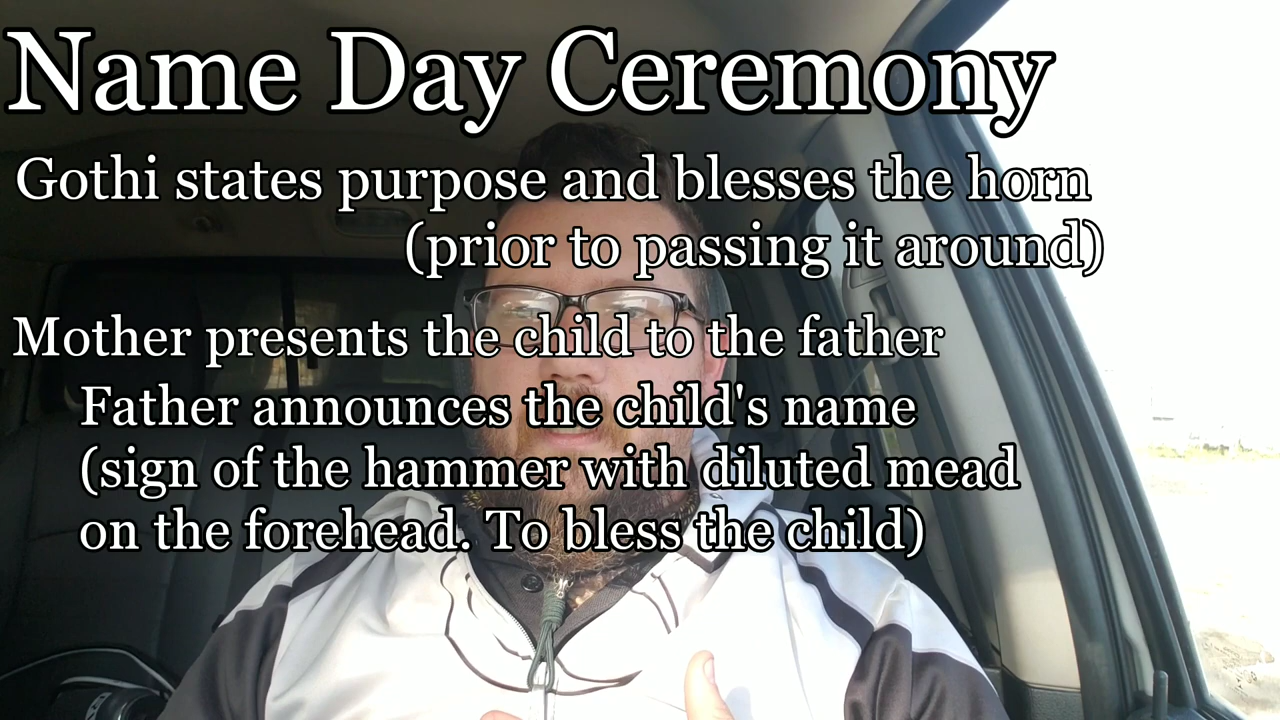 Name Day Ceremony
Gothi states purpose and blesses the horn
(prior to passing it around)
Mother presents the child to the father
Father announces the child's name
(sign of the hammer with diluted mead
on the forehead. To bless the child)